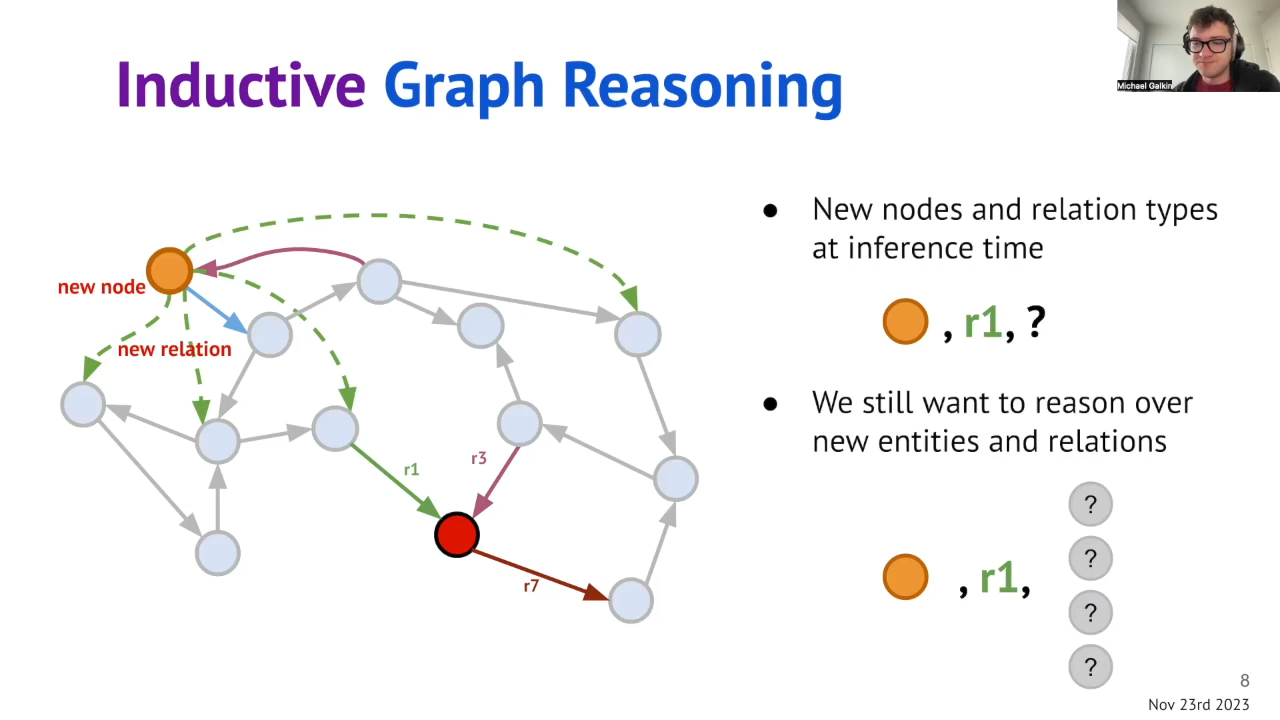 Inductive Graph Reasoning
Michael Galkin
new node
new relation
r1
r3
r7
● New nodes and relation types
at inference time
, r1, ?
● We still want to reason over
new entities and relations
, r1,
?
?
?
?
8
Nov 23rd 2023